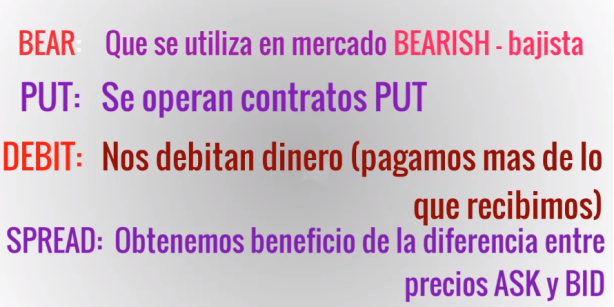 BEAR: Que se utiliza en mercado BEARISH - bajista
PUT: Se operan contratos PUT
DEBIT: Nos debitan dinero (pagamos mas de lo
que recibimos)
SPREAD: Obtenemos beneficio de la diferencia entre
precios ASK y BID